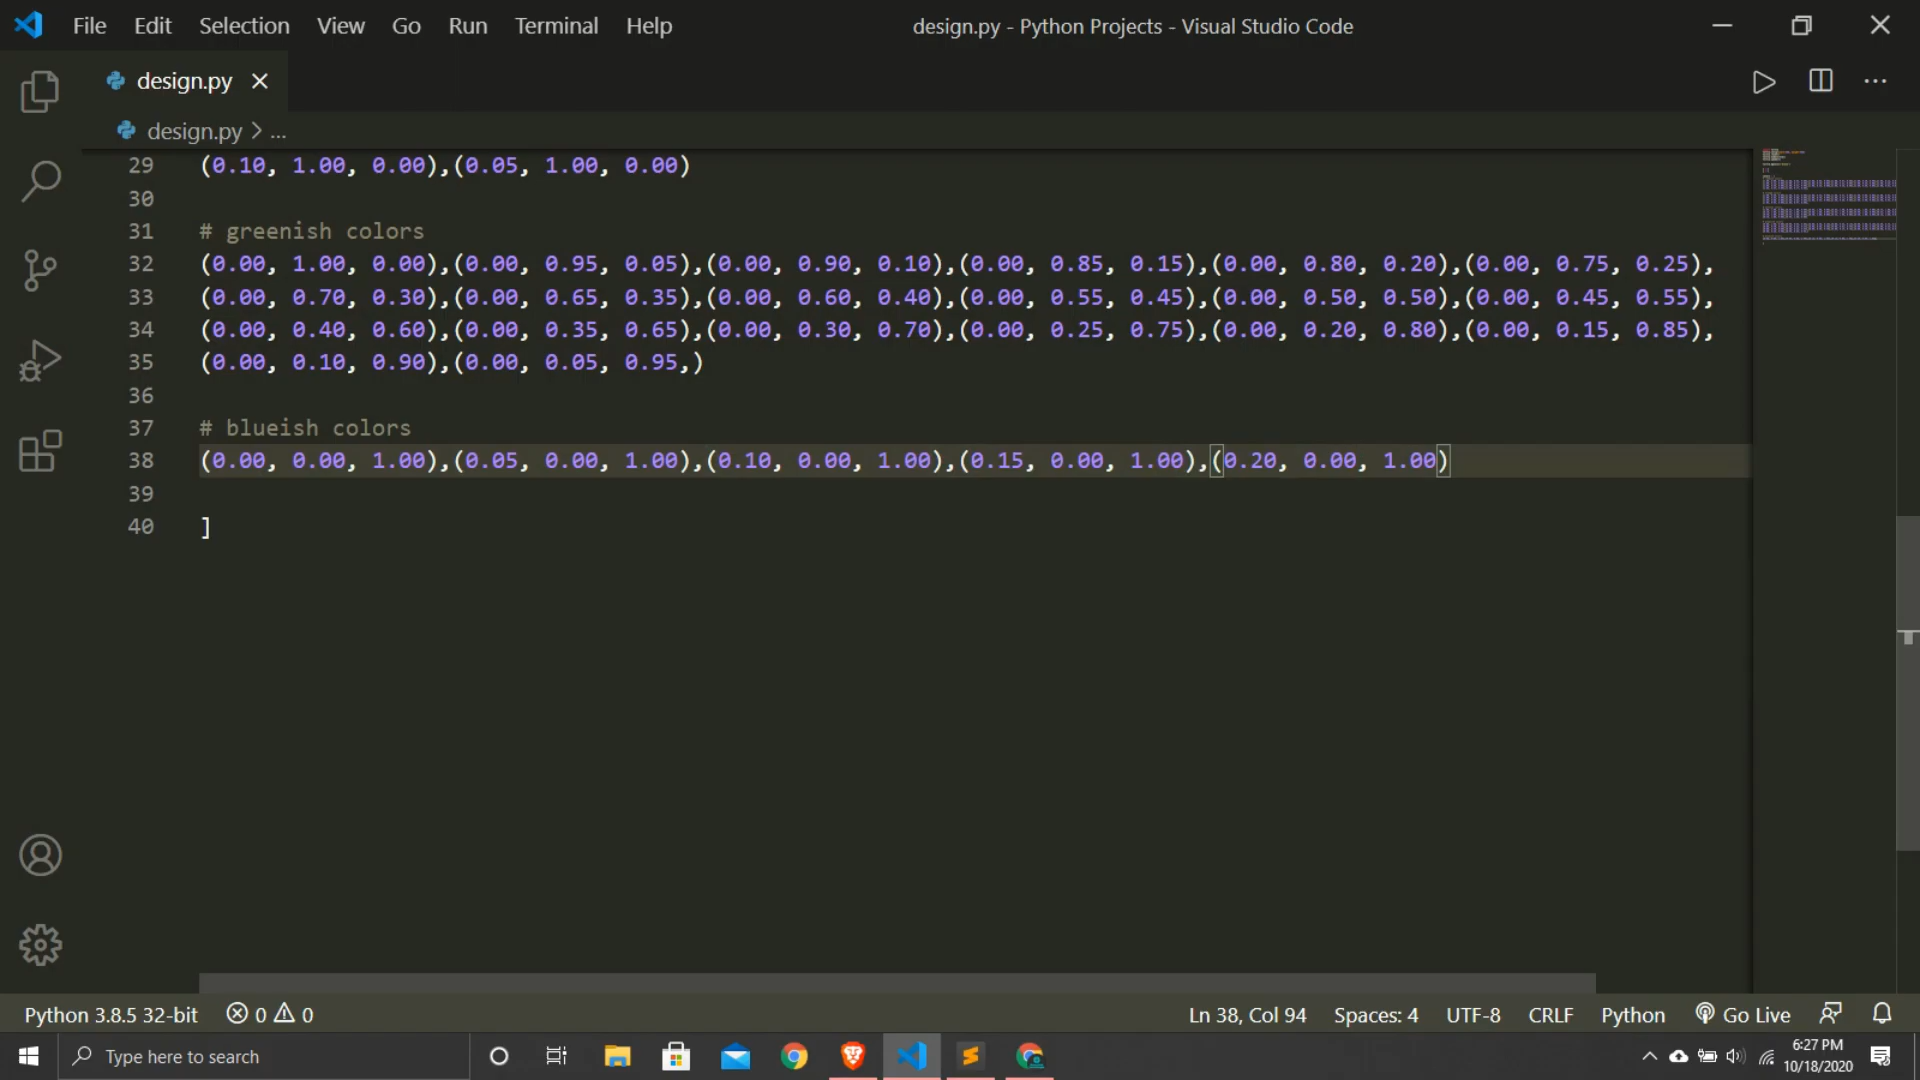 File Edit Selection View Go Run Terminal Help design.py - Python Projects - Visual Studio Code
design.py
design.py > ...
29 (0.10, 1.00, 0.00),(0.05, 1.00, 0.00)
30
31 # greenish colors
32 (0.00, 1.00, 0.00),(0.00, 0.95, 0.05),(0.00, 0.90, 0.10),(0.00, 0.85, 0.15),(0.00, 0.80, 0.20),(0.00, 0.75, 0.25),
33 (0.00, 0.70, 0.30),(0.00, 0.65, 0.35),(0.00, 0.60, 0.40),(0.00, 0.55, 0.45),(0.00, 0.50, 0.50),(0.00, 0.45, 0.55),
34 (0.00, 0.40, 0.60),(0.00, 0.35, 0.65),(0.00, 0.30, 0.70),(0.00, 0.25, 0.75),(0.00, 0.20, 0.80),(0.00, 0.15, 0.85),
35 (0.00, 0.10, 0.90),(0.00, 0.05, 0.95,)
36
37 # blueish colors
38 (0.00, 0.00, 1.00),(0.05, 0.00, 1.00),(0.10, 0.00, 1.00),(0.15, 0.00, 1.00),(0.20, 0.00, 1.00)
39
40 ]
Python 3.8.5 32-bit 0 0 Ln 38, Col 94 Spaces: 4 UTF-8 CRLF Python Go Live
Type here to search 6:27 PM
10/18/2020